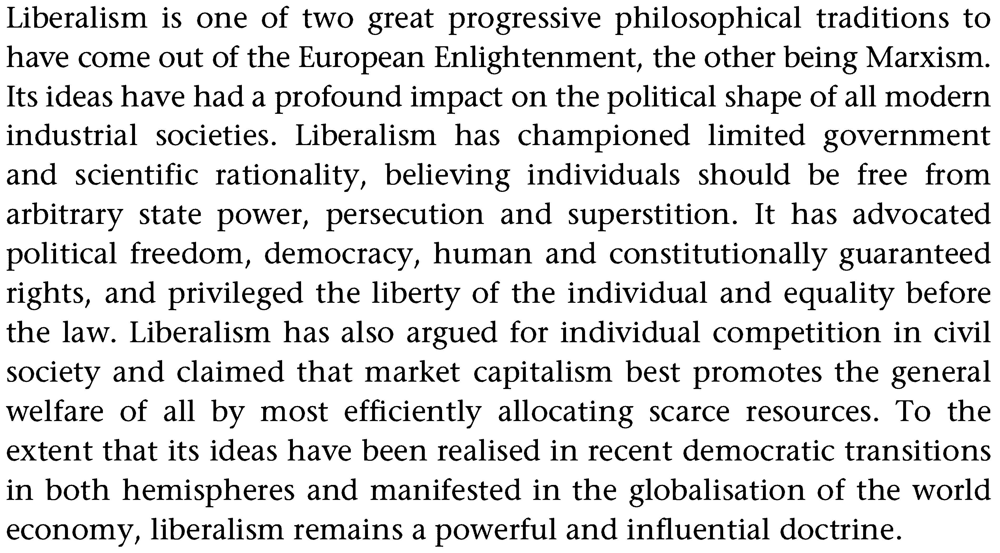 Liberalism is one of two great progressive philosophical traditions to
have come out of the European Enlightenment, the other being Marxism.
Its ideas have had a profound impact on the political shape of all modern
industrial societies. Liberalism has championed limited government
and scientific rationality, believing individuals should be free from
arbitrary state power, persecution and superstition. It has advocated
political freedom, democracy, human and constitutionally guaranteed
rights, and privileged the liberty of the individual and equality before
the law. Liberalism has also argued for individual competition in civil
society and claimed that market capitalism best promotes the general
welfare of all by most efficiently allocating scarce resources. To the
extent that its ideas have been realised in recent democratic transitions
in both hemispheres and manifested in the globalisation of the world
economy, liberalism remains a powerful and influential doctrine.